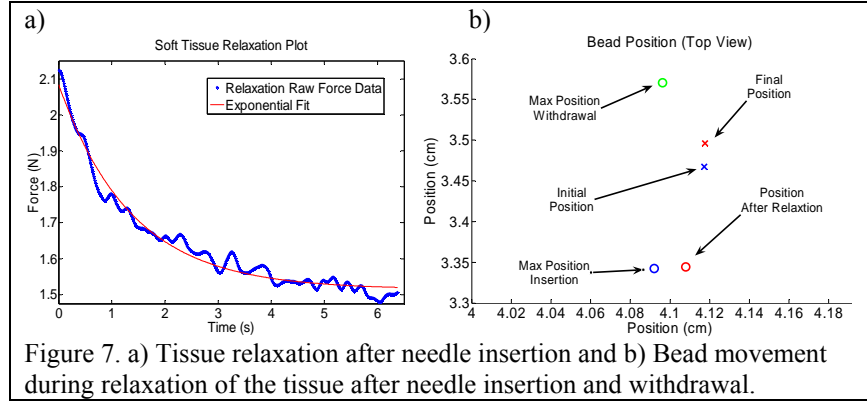 a)
Soft Tissue Relaxation Plot
Relaxation Raw Force Data
Exponential Fit
2.1
2
1.9
1.8
1.7
1.6
1.5
Force (N)
0 1 2 3 4 5 6
Time (s)
b)
Bead Position (Top View)
3.6
3.55
3.5
3.45
3.4
3.35
3.3
Position (cm)
Max Position
Withdrawal
Final
Position
Initial
Position
Position
After Relaxtion
Max Position
Insertion
4 4.02 4.04 4.06 4.08 4.1 4.12 4.14 4.16 4.18
Position (cm)
Figure 7. a) Tissue relaxation after needle insertion and b) Bead movement
during relaxation of the tissue after needle insertion and withdrawal.